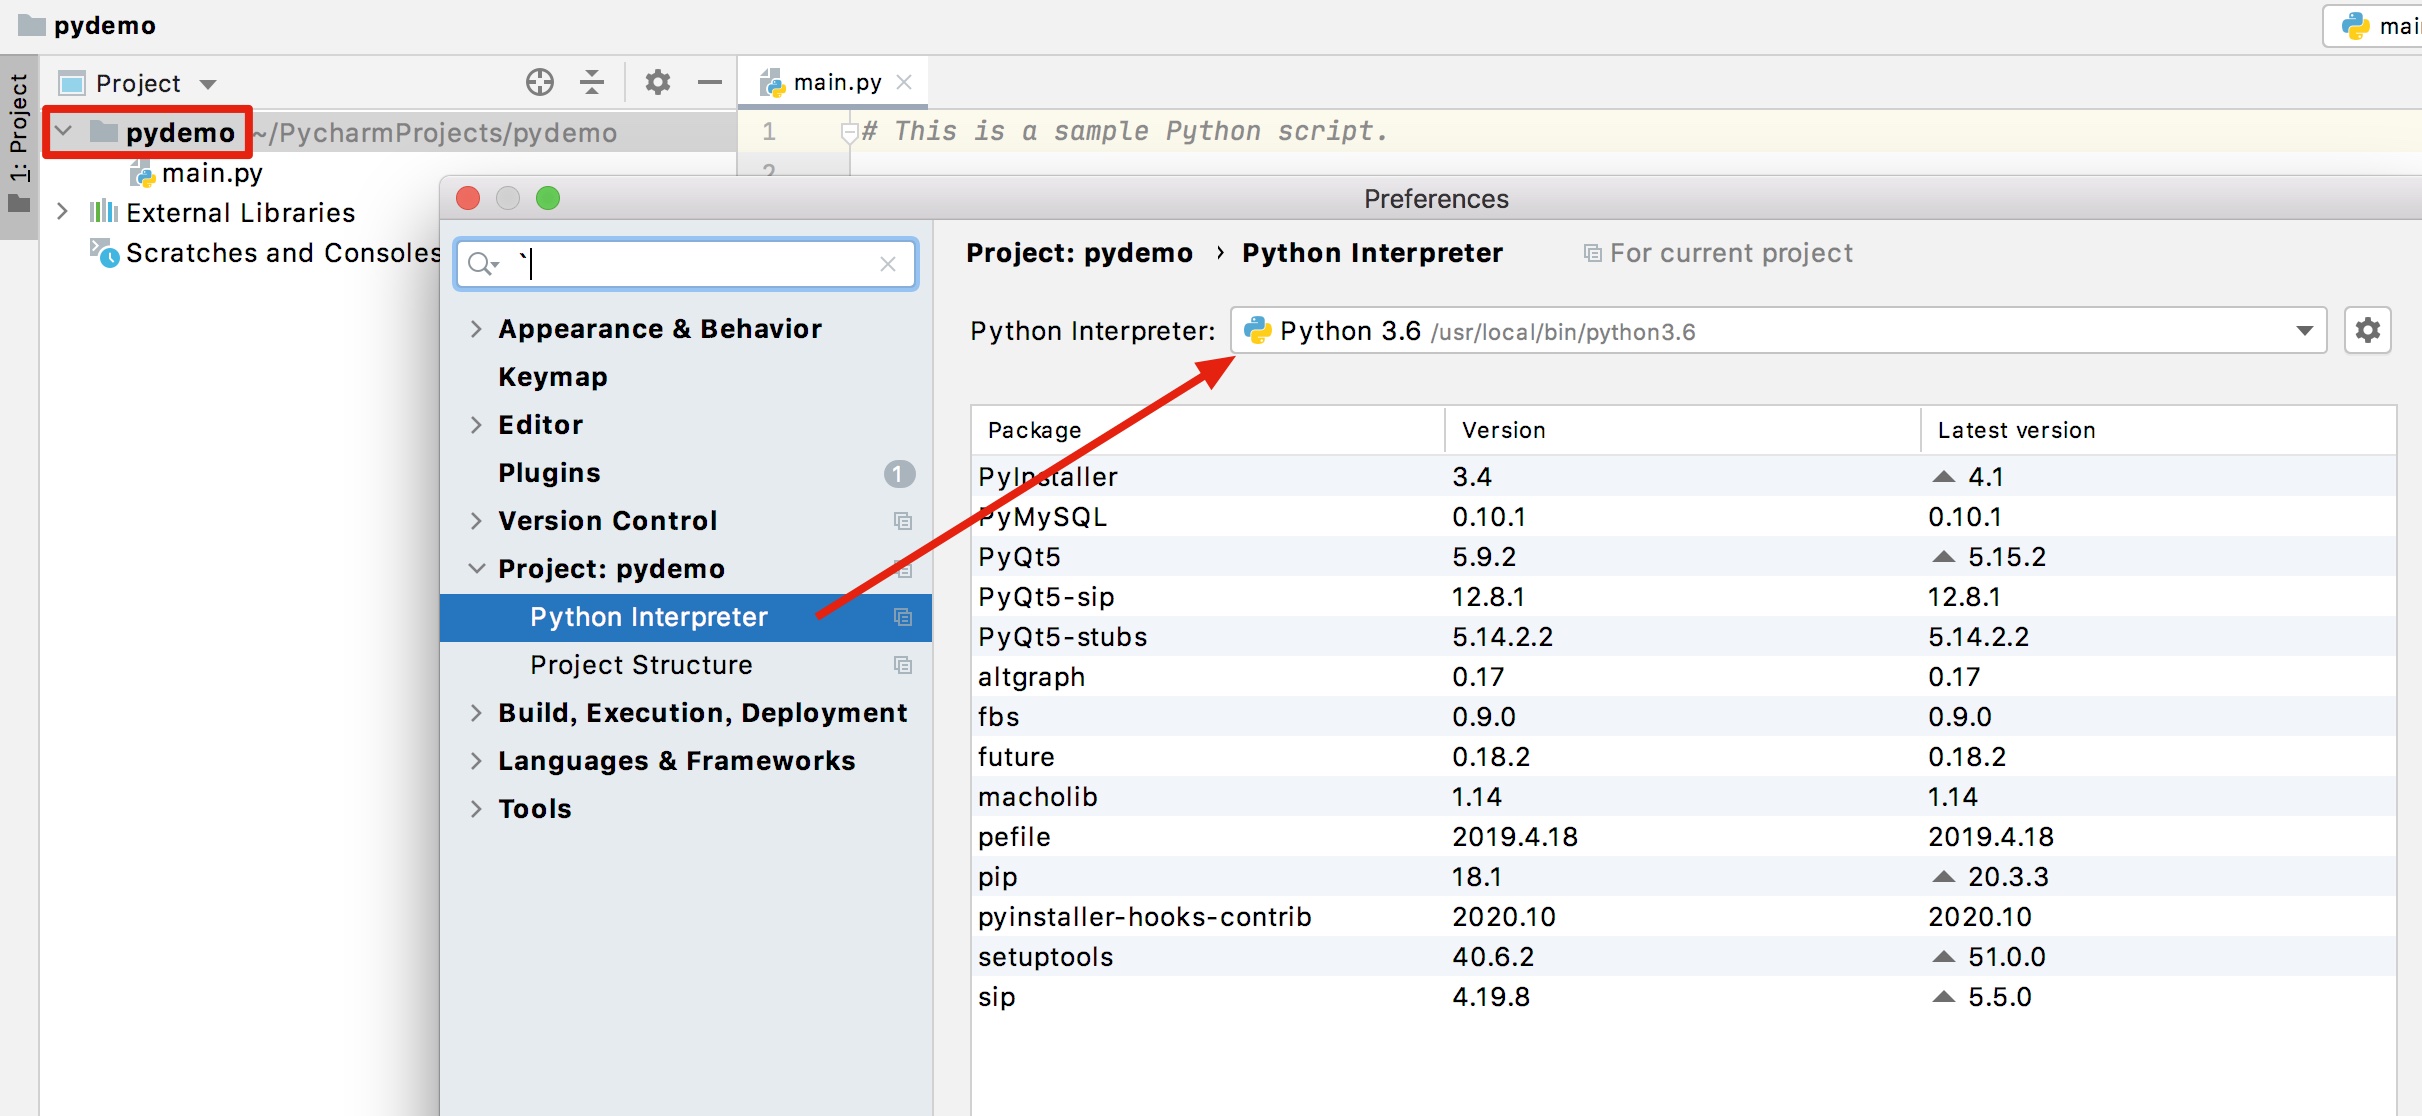 pydemo
mai
1: Project
Project
main.py
pydemo ~/PycharmProjects/pydemo
main.py
External Libraries
Scratches and Consoles
1 # This is a sample Python script.
2
Preferences
`
Appearance & Behavior
Keymap
Editor
Plugins 1
Version Control
Project: pydemo
Python Interpreter
Project Structure
Build, Execution, Deployment
Languages & Frameworks
Tools
Project: pydemo › Python Interpreter For current project
Python Interpreter: Python 3.6 /usr/local/bin/python3.6
Package Version Latest version
PyInstaller 3.4 4.1
PyMySQL 0.10.1 0.10.1
PyQt5 5.9.2 5.15.2
PyQt5-sip 12.8.1 12.8.1
PyQt5-stubs 5.14.2.2 5.14.2.2
altgraph 0.17 0.17
fbs 0.9.0 0.9.0
future 0.18.2 0.18.2
macholib 1.14 1.14
pefile 2019.4.18 2019.4.18
pip 18.1 20.3.3
pyinstaller-hooks-contrib 2020.10 2020.10
setuptools 40.6.2 51.0.0
sip 4.19.8 5.5.0